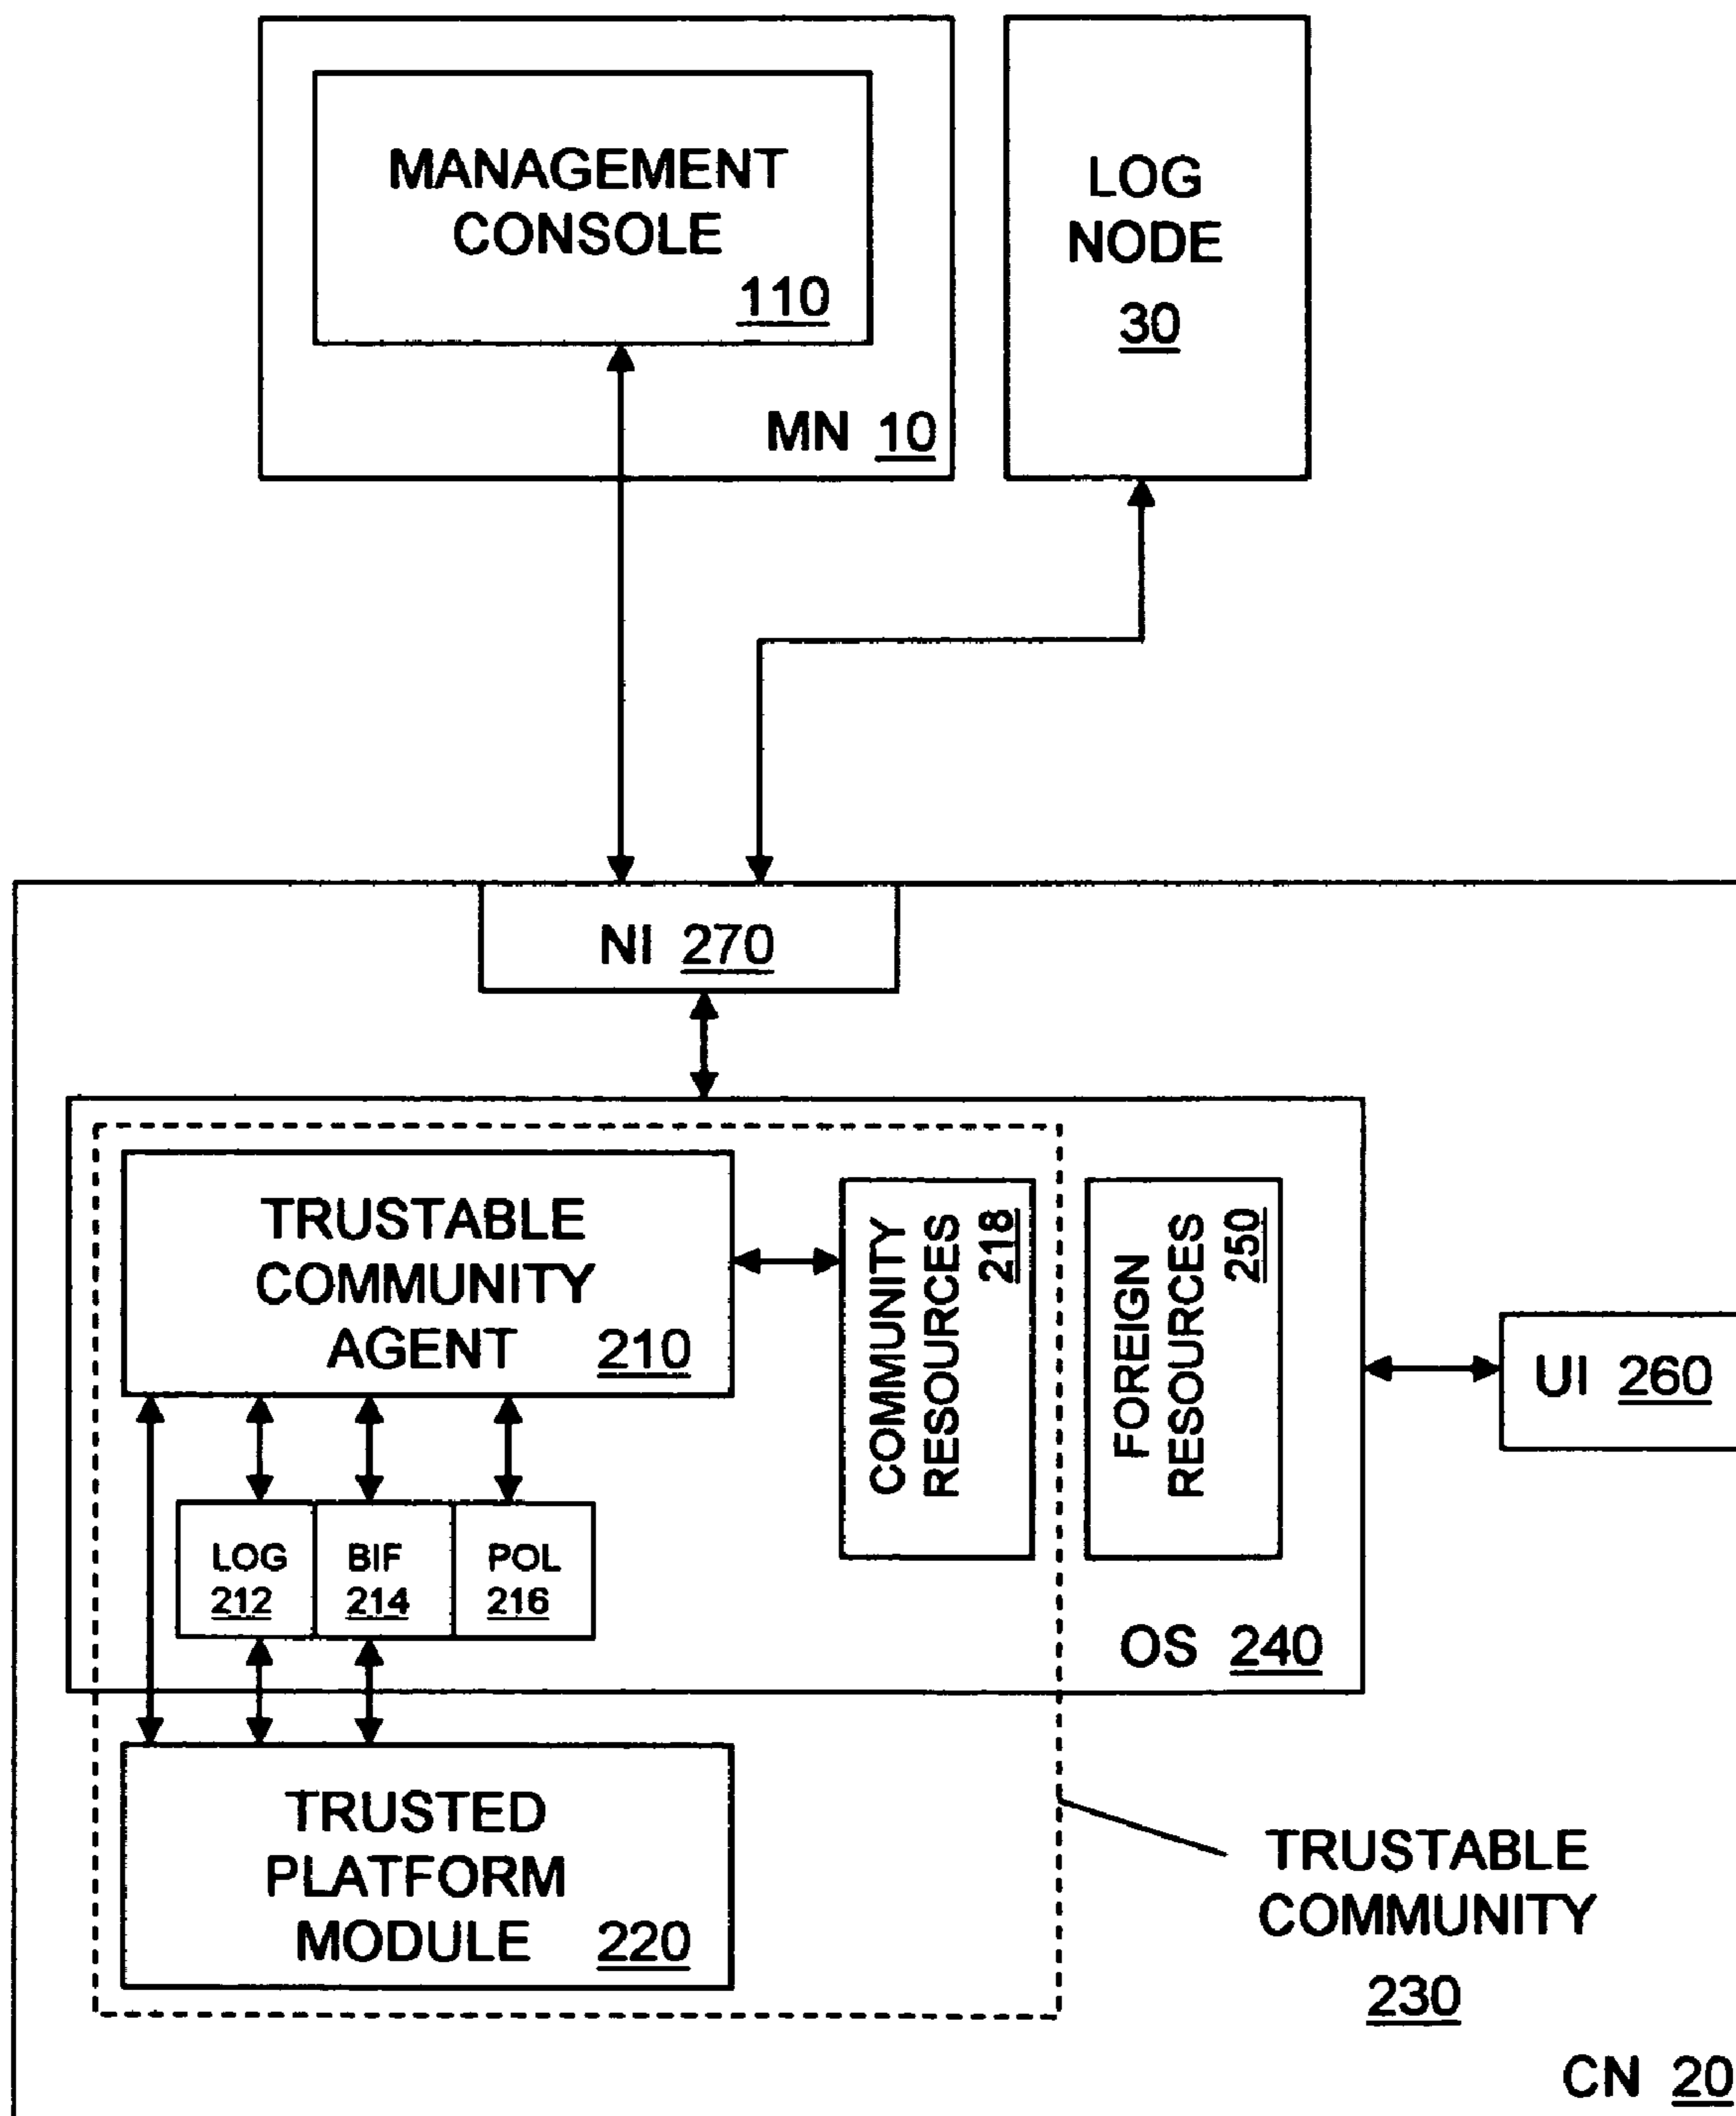 MANAGEMENT
CONSOLE
110
MN 10
LOG
NODE
30
NI 270
TRUSTABLE
COMMUNITY
AGENT 210
COMMUNITY
RESOURCES 218
FOREIGN
RESOURCES 250
UI 260
LOG
212
BIF
214
POL
216
OS 240
TRUSTED
PLATFORM
MODULE 220
TRUSTABLE
COMMUNITY
230
CN 20